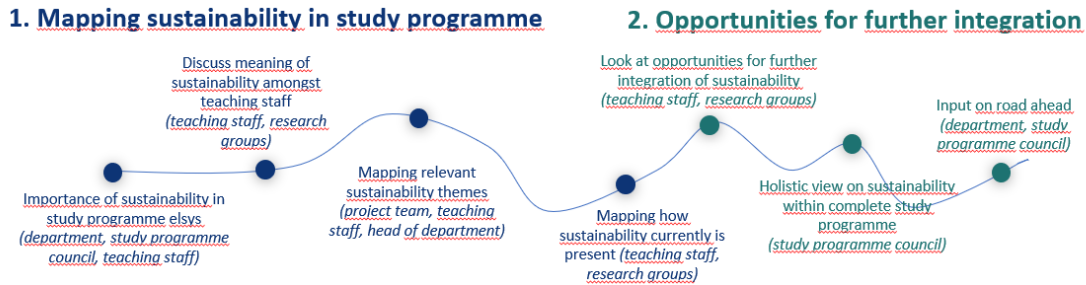 1. Mapping sustainability in study programme
2. Opportunities for further integration
Importance of sustainability in
study programme elsys
(department, study programme
council, teaching staff)
Discuss meaning of
sustainability amongst
teaching staff
(teaching staff, research
groups)
Mapping relevant
sustainability themes
(project team, teaching
staff, head of department)
Mapping how
sustainability currently is
present (teaching staff,
research groups)
Look at opportunities for further
integration of sustainability
(teaching staff, research groups)
Holistic view on sustainability
within complete study
programme
(study programme council)
Input on road ahead
(department, study
programme council)